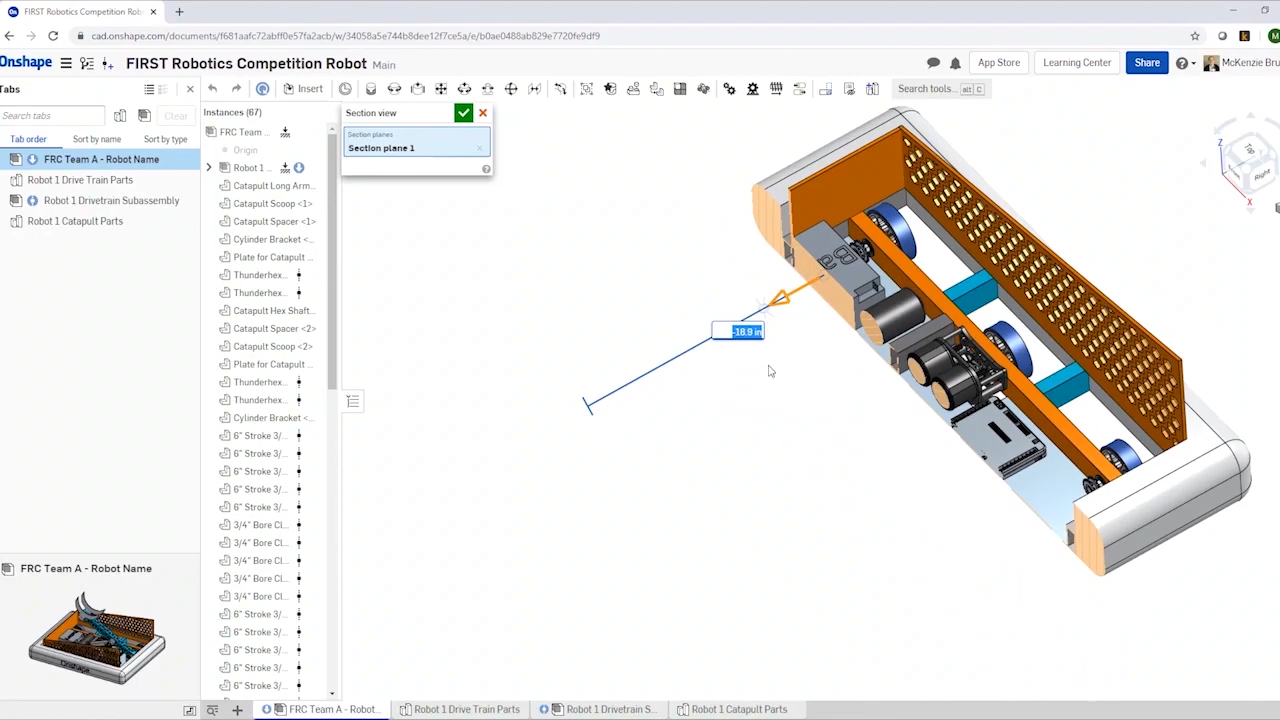 FIRST Robotics Competition Robot
cad.onshape.com/documents/f681aafc72abff0e57fa2acb/w/34058a5e744b8dee12f7ce5a/e/b0ae0488ab829e7720fe9df6
Onshape
FIRST Robotics Competition Robot Main
App Store
Learning Center
Share
McKenzie Bru
Tabs
Insert
Search tools... alt C
Search tabs
Clear
Tab order
Sort by name
Sort by type
FRC Team A - Robot Name
Robot 1 Drive Train Parts
Robot 1 Drivetrain Subassembly
Robot 1 Catapult Parts
Instances (67)
FRC Team ...
Origin
Robot 1 ...
Catapult Long Arm...
Catapult Scoop <1>
Catapult Spacer <1>
Cylinder Bracket <...
Plate for Catapult ...
Thunderhex...
Thunderhex...
Catapult Hex Shaft...
Catapult Spacer <2>
Catapult Scoop <2>
Plate for Catapult ...
Thunderhex...
Thunderhex...
Cylinder Bracket <...
6" Stroke 3/...
6" Stroke 3/...
6" Stroke 3/...
6" Stroke 3/...
6" Stroke 3/...
3/4" Bore Cl...
3/4" Bore Cl...
3/4" Bore Cl...
3/4" Bore Cl...
3/4" Bore Cl...
6" Stroke 3/...
6" Stroke 3/...
6" Stroke 3/...
6" Stroke 3/...
6" Stroke 3/...
Section view
Section planes
Section plane 1
-18.9 in
Z
Top
Right
X
FRC Team A - Robot Name
Onshape
FRC Team A - Robot...
Robot 1 Drive Train Parts
Robot 1 Drivetrain S...
Robot 1 Catapult Parts